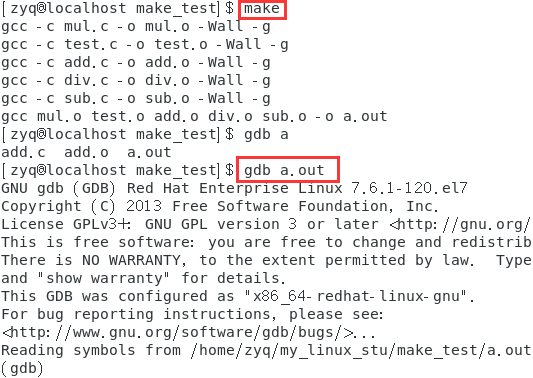 [zyq@localhost make_test]$ make
gcc -c mul.c -o mul.o -Wall -g
gcc -c test.c -o test.o -Wall -g
gcc -c add.c -o add.o -Wall -g
gcc -c div.c -o div.o -Wall -g
gcc -c sub.c -o sub.o -Wall -g
gcc mul.o test.o add.o div.o sub.o -o a.out
[zyq@localhost make_test]$ gdb a
add.c  add.o  a.out
[zyq@localhost make_test]$ gdb a.out
GNU gdb (GDB) Red Hat Enterprise Linux 7.6.1-120.el7
Copyright (C) 2013 Free Software Foundation, Inc.
License GPLv3+: GNU GPL version 3 or later <http://gnu.org/
This is free software: you are free to change and redistrib
There is NO WARRANTY, to the extent permitted by law.  Type
and "show warranty" for details.
This GDB was configured as "x86_64-redhat-linux-gnu".
For bug reporting instructions, please see:
<http://www.gnu.org/software/gdb/bugs/>...
Reading symbols from /home/zyq/my_linux_stu/make_test/a.out
(gdb)